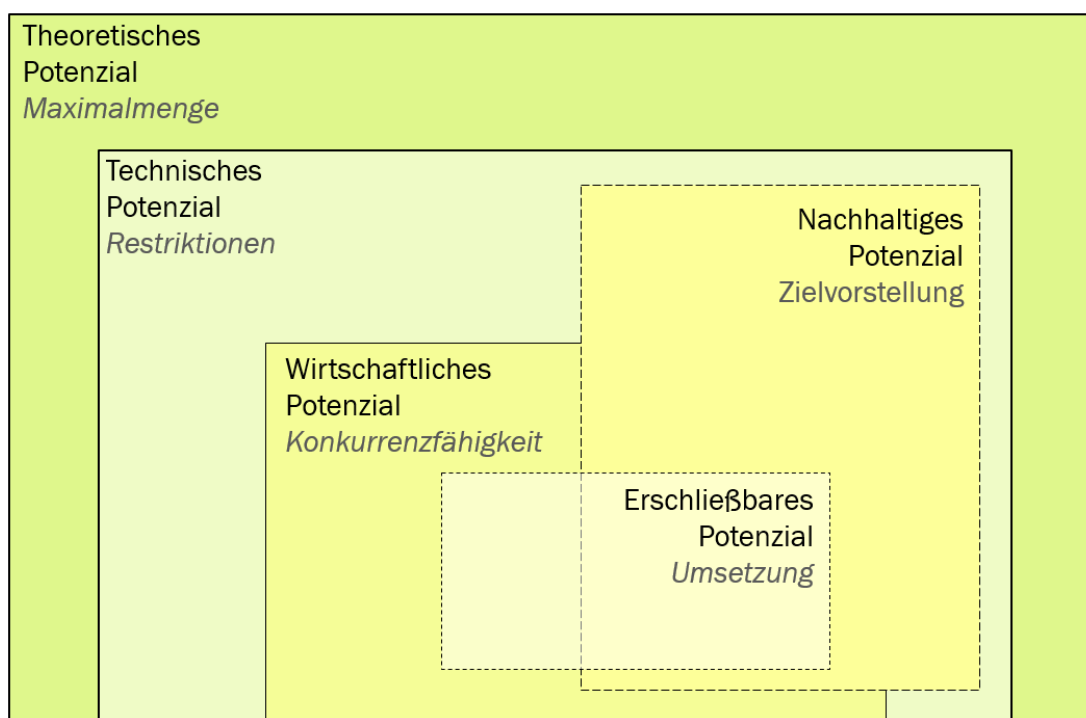 Theoretisches
Potenzial
Maximalmenge
Technisches
Potenzial
Restriktionen
Nachhaltiges
Potenzial
Zielvorstellung
Wirtschaftliches
Potenzial
Konkurrenzfähigkeit
Erschließbares
Potenzial
Umsetzung